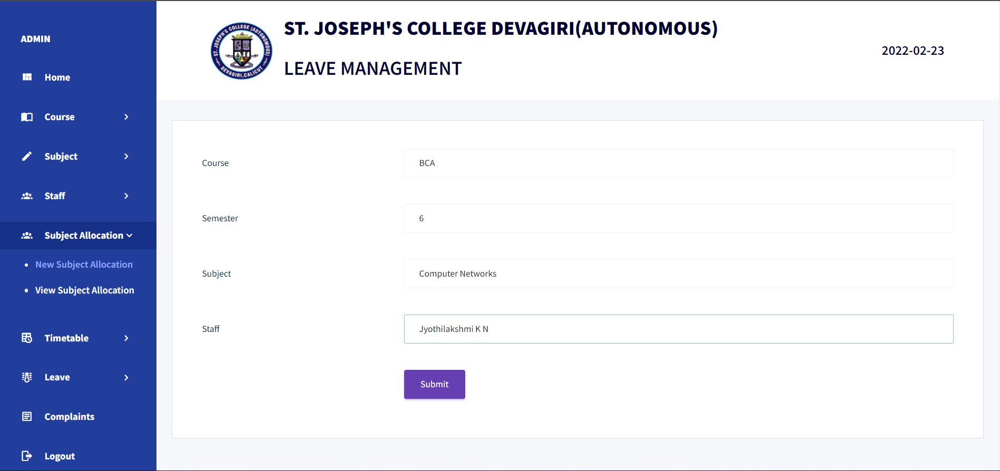 ADMIN
Home
Course
Subject
Staff
Subject Allocation
New Subject Allocation
View Subject Allocation
Timetable
Leave
Complaints
Logout
ST. JOSEPH'S COLLEGE (AUTONOMOUS)
DEVAGIRI, CALICUT
ST. JOSEPH'S COLLEGE DEVAGIRI(AUTONOMOUS)
LEAVE MANAGEMENT
2022-02-23
Course
BCA
Semester
6
Subject
Computer Networks
Staff
Jyothilakshmi K N
Submit